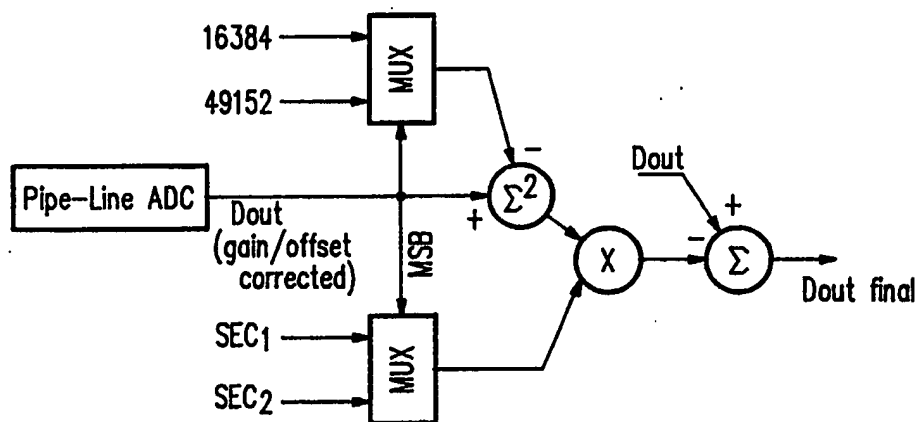 16384
49152
MUX
-
Pipe-Line ADC
Dout
(gain/offset
corrected)
MSB
+
Σ2
Dout
+
-
X
Σ
Dout final
SEC1
SEC2
MUX